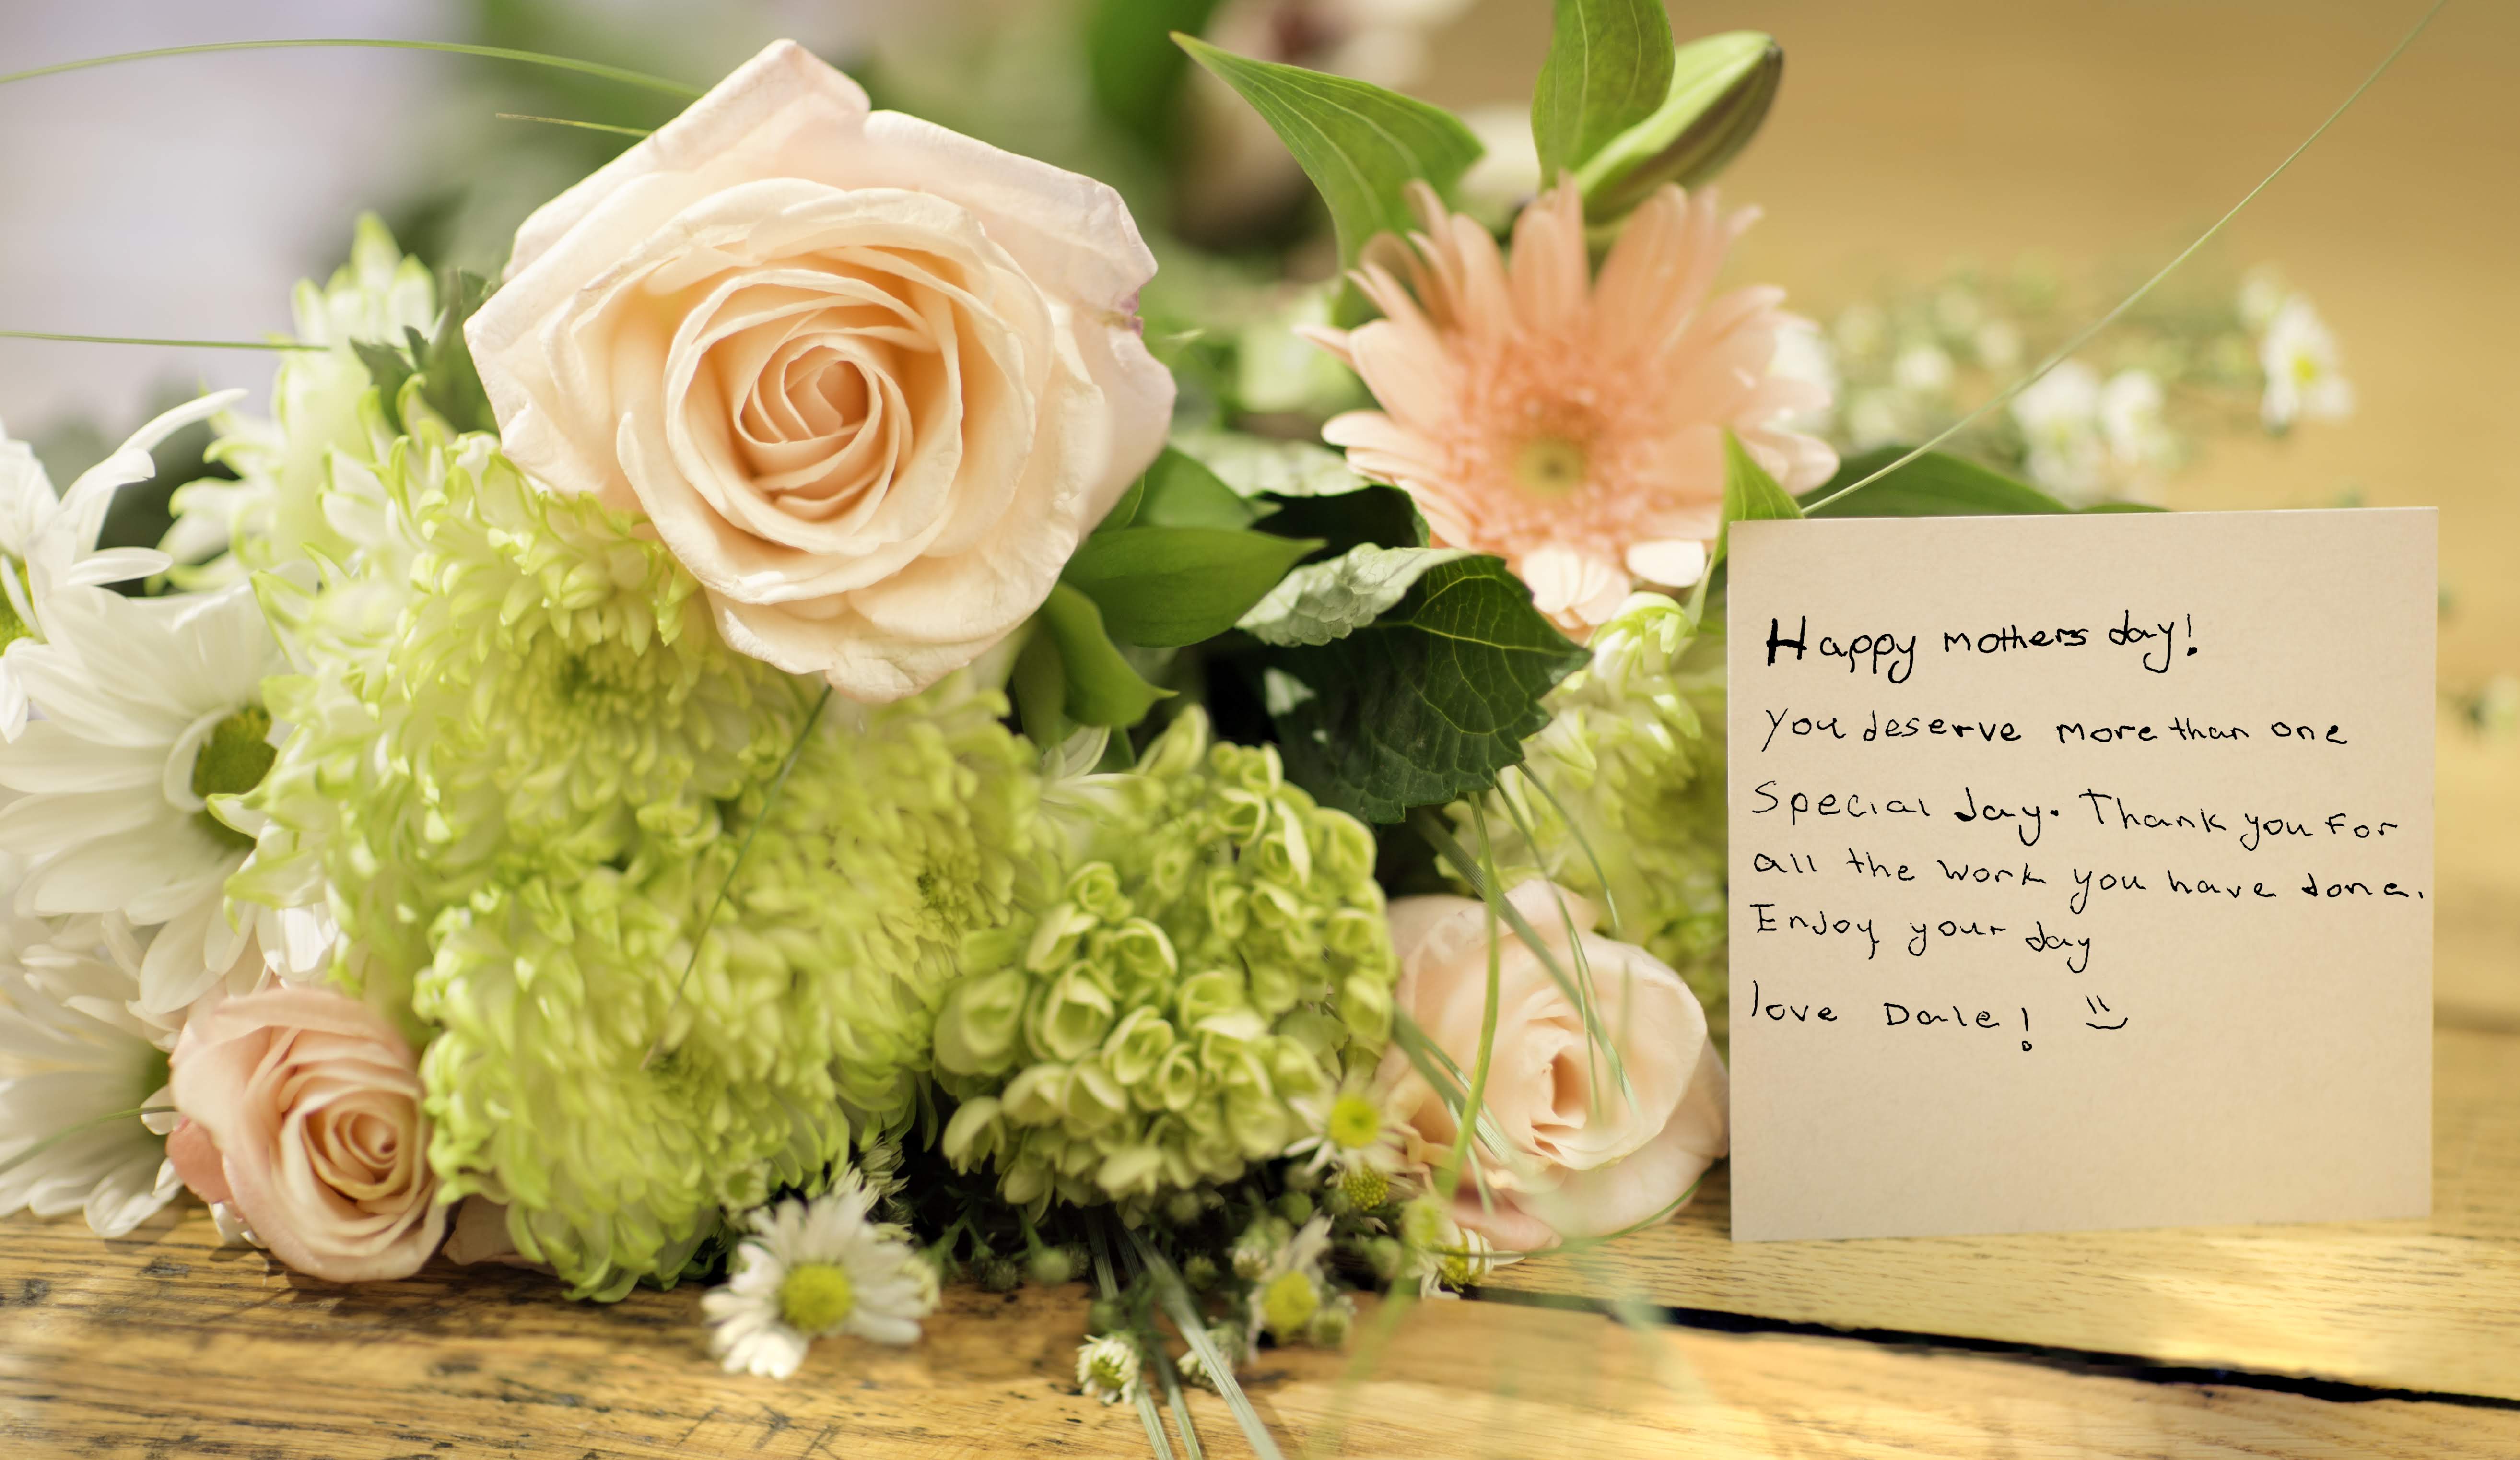 Happy mothers day!
you deserve more than one
Special day. Thank you for
all the work you have done.
Enjoy your day
love Dale! =)